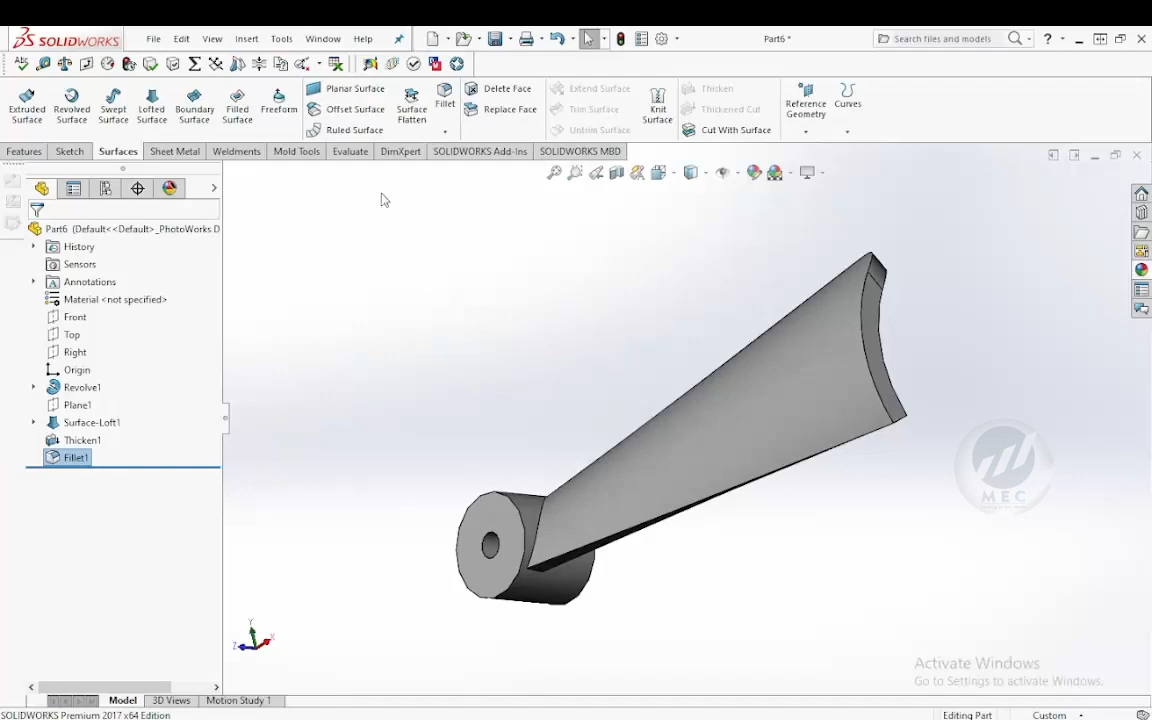 SOLIDWORKS File Edit View Insert Tools Window Help Part6 * Search files and models ?
Extruded Surface Revolved Surface Swept Surface Lofted Surface Boundary Surface Filled Surface Freeform Planar Surface Offset Surface Ruled Surface Surface Flatten Fillet Delete Face Replace Face Extend Surface Trim Surface Untrim Surface Knit Surface Thicken Thickened Cut Cut With Surface Reference Geometry Curves
Features Sketch Surfaces Sheet Metal Weldments Mold Tools Evaluate DimXpert SOLIDWORKS Add-Ins SOLIDWORKS MBD
Part6 (Default<<Default>_PhotoWorks D
History
Sensors
Annotations
Material <not specified>
Front
Top
Right
Origin
Revolve1
Plane1
Surface-Loft1
Thicken1
Fillet1
MEC
Y
Z
X
Activate Windows
Go to Settings to activate Windows.
Model 3D Views Motion Study 1
SOLIDWORKS Premium 2017 x64 Edition Editing Part Custom